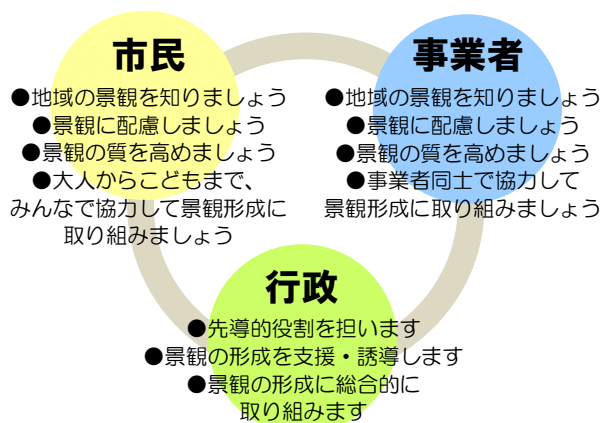 市民
●地域の景観を知りましょう
●景観に配慮しましょう
●景観の質を高めましょう
●大人からこどもまで、
みんなで協力して景観形成に
取り組みましょう
事業者
●地域の景観を知りましょう
●景観に配慮しましょう
●景観の質を高めましょう
●事業者同士で協力して
景観形成に取り組みましょう
行政
●先導的役割を担います
●景観の形成を支援・誘導します
●景観の形成に総合的に
取り組みます